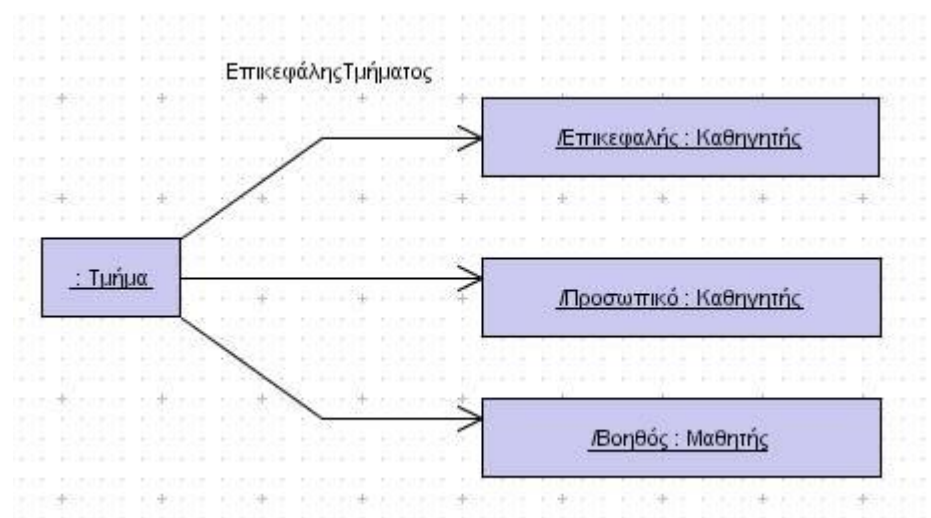 ΕπικεφάληςΤμήματος
/Επικεφαλής : Καθηγητής
: Τμήμα
/Προσωπικό : Καθηγητής
/Βοηθός : Μαθητής